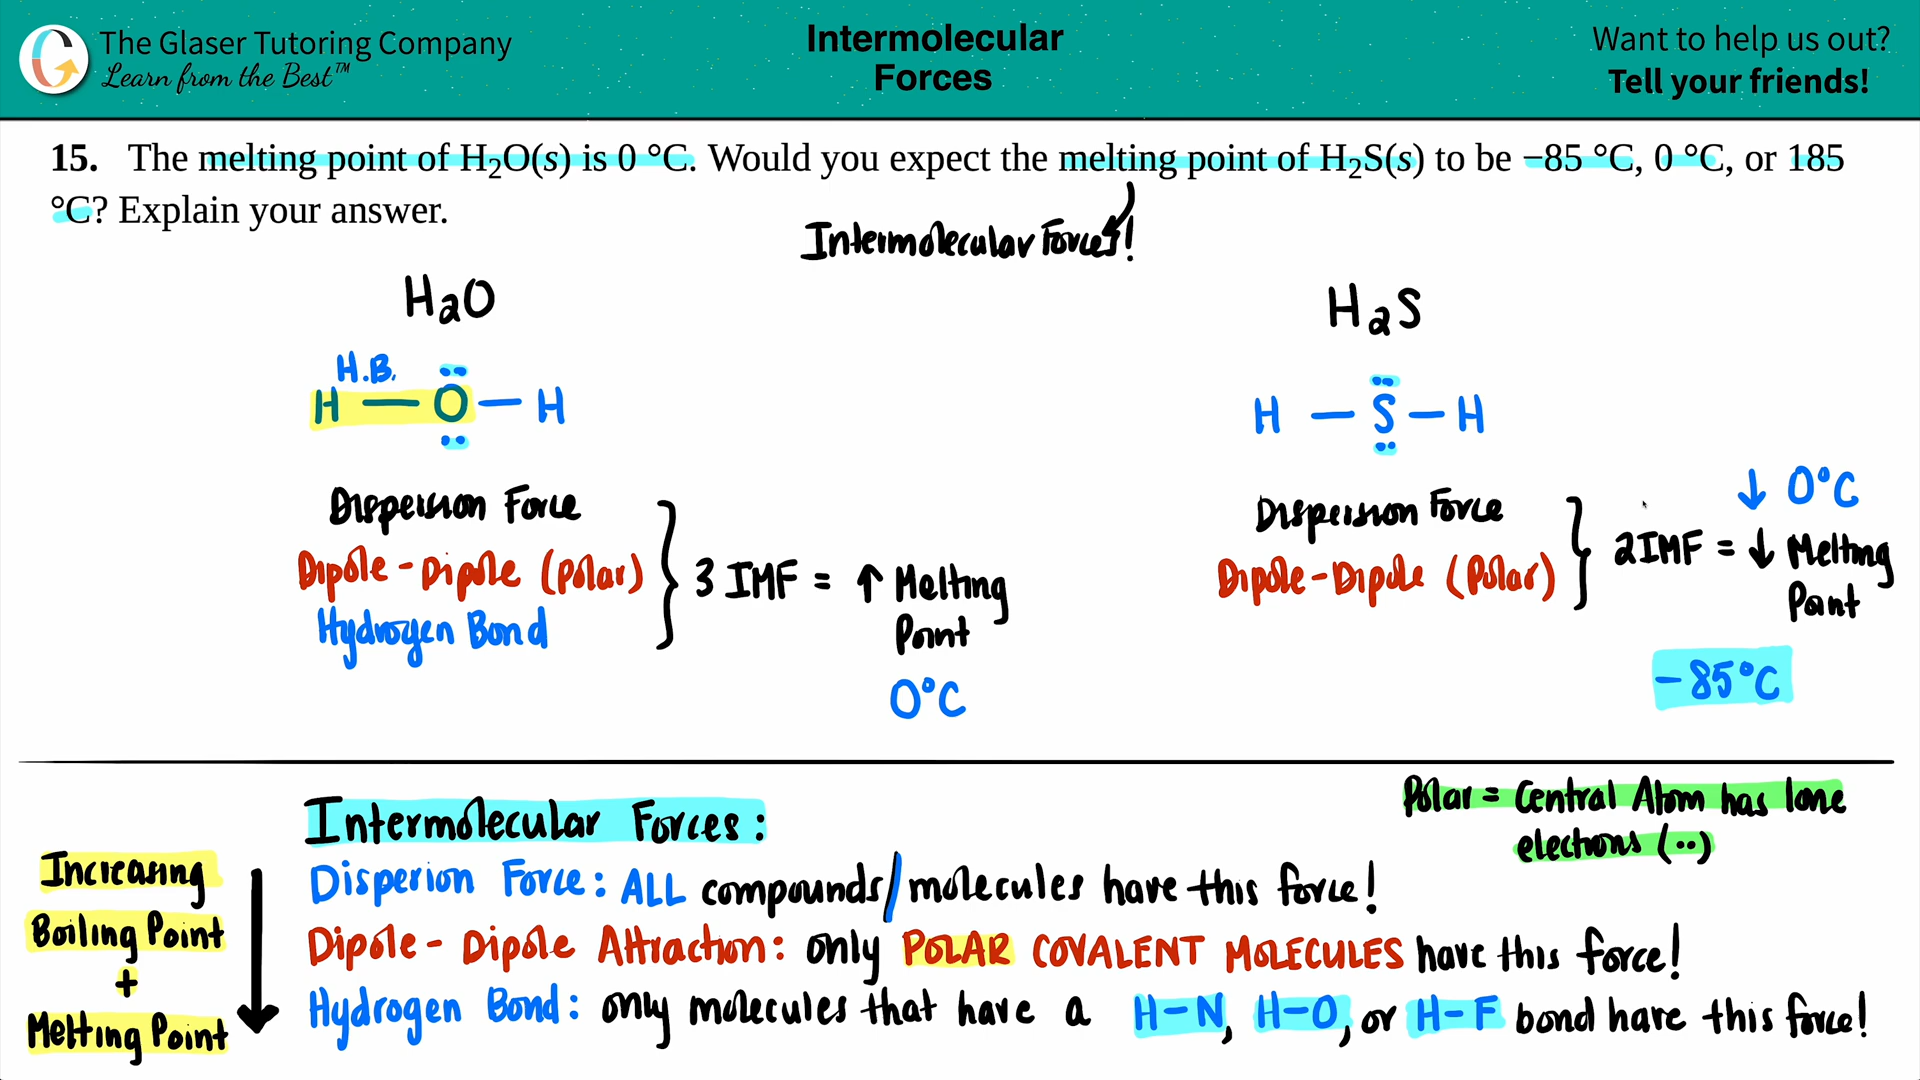 The Glaser Tutoring Company
Learn from the Best™
Intermolecular
Forces
Want to help us out?
Tell your friends!
15. The melting point of H₂O(s) is 0 °C. Would you expect the melting point of H₂S(s) to be −85 °C, 0 °C, or 185
°C? Explain your answer.
Intermolecular Forces!
H₂O
H.B.
H — O — H
Dispersion Force
Dipole-Dipole (Polar)
Hydrogen Bond
3 IMF = ↑ Melting
Point
0°C
H₂S
H — S — H
Dispersion Force
Dipole-Dipole (Polar)
↓ 0°C
2IMF = ↓ Melting
Point
-85°C
Polar = Central Atom has lone
electrons (··)
Intermolecular Forces:
Disperion Force: ALL compounds/molecules have this force!
Dipole-Dipole Attraction: only POLAR COVALENT MOLECULES have this force!
Hydrogen Bond: only molecules that have a H-N, H-O, or H-F bond have this force!
Increasing
Boiling Point
+
Melting Point